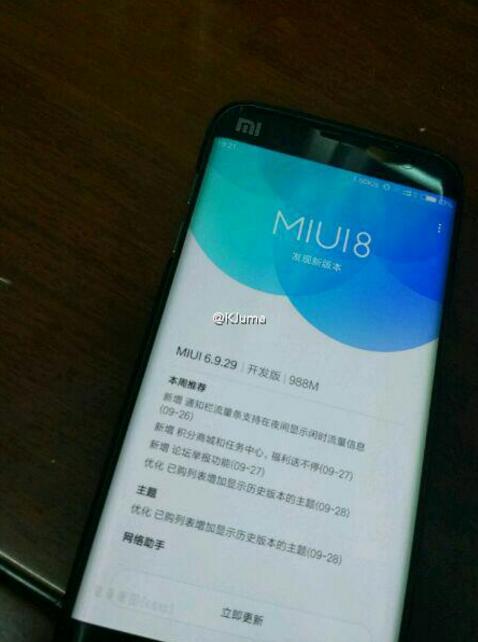 mi
9:21
MIUI8
发现新版本
@KJuma
MIUI 6.9.29 | 开发版 | 988M
本周推荐
新增 通知栏流量条支持在夜间显示闲时流量信息
(09-26)
新增 积分商城和任务中心，福利送不停(09-27)
新增 论坛举报功能(09-27)
优化 已购列表增加显示历史版本的主题(09-28)
主题
优化 已购列表增加显示历史版本的主题(09-28)
网络助手
立即更新